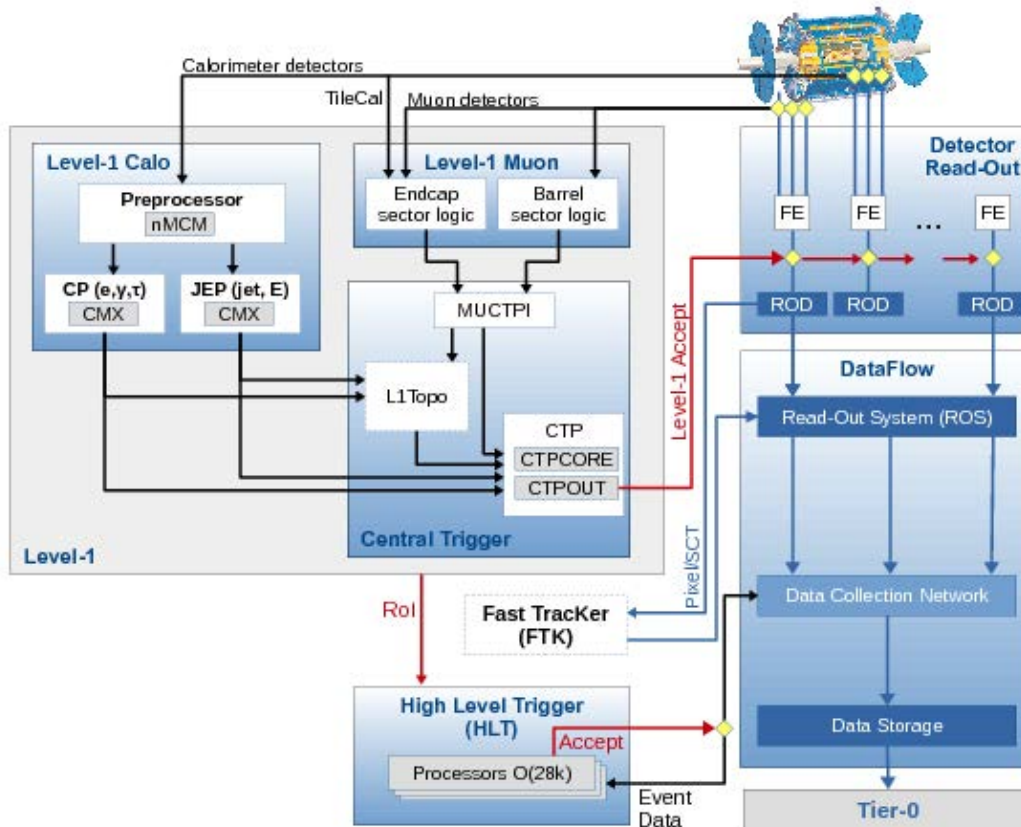 Calorimeter detectors
TileCal
Muon detectors
Level-1 Calo
Preprocessor
nMCM
CP (e,γ,τ)
CMX
JEP (jet, E)
CMX
Level-1 Muon
Endcap
sector logic
Barrel
sector logic
MUCTPI
L1Topo
CTP
CTPCORE
CTPOUT
Central Trigger
Level-1
Level-1 Accept
Detector
Read-Out
FE
FE
...
FE
ROD
ROD
ROD
DataFlow
Read-Out System (ROS)
Data Collection Network
Data Storage
Tier-0
Pixel/SCT
RoI
Fast TracKer
(FTK)
High Level Trigger
(HLT)
Accept
Processors O(28k)
Event
Data